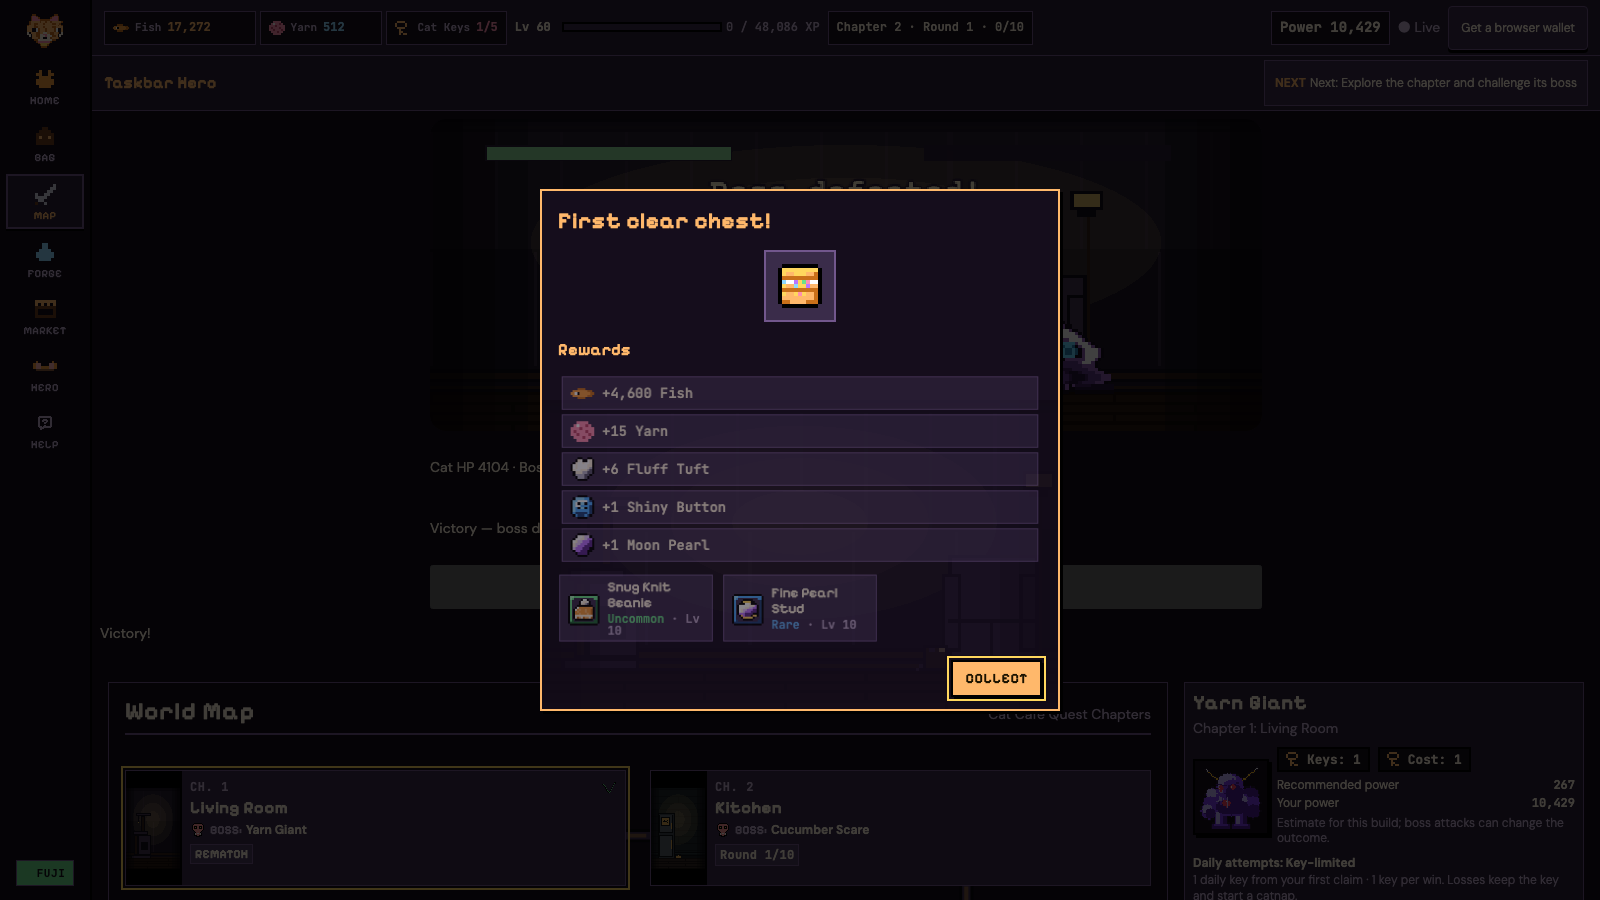 Fish 17,272
Yarn 512
Cat Keys 1/5
Lv 60
0 / 48,086 XP
Chapter 2 · Round 1 · 0/10
Power 10,429
Live
Get a browser wallet
HOME
BAG
MAP
FORGE
MARKET
HERO
HELP
FUJI
Taskbar Hero
NEXT Next: Explore the chapter and challenge its boss
Boss defeated!
First clear chest!
Rewards
+4,600 Fish
+15 Yarn
+6 Fluff Tuft
+1 Shiny Button
+1 Moon Pearl
Snug Knit
Beanie
Uncommon · Lv
10
Fine Pearl
Stud
Rare · Lv 10
COLLECT
Cat HP 4104 · Bos
Victory — boss d
Victory!
World Map
Cat Cafe Quest Chapters
CH. 1
Living Room
BOSS: Yarn Giant
REMATCH
CH. 2
Kitchen
BOSS: Cucumber Scare
Round 1/10
Yarn Giant
Chapter 1: Living Room
Keys: 1
Cost: 1
Recommended power 267
Your power 10,429
Estimate for this build; boss attacks can change the
outcome.
Daily attempts: Key-limited
1 daily key from your first claim · 1 key per win. Losses keep the key
and start a catnap.